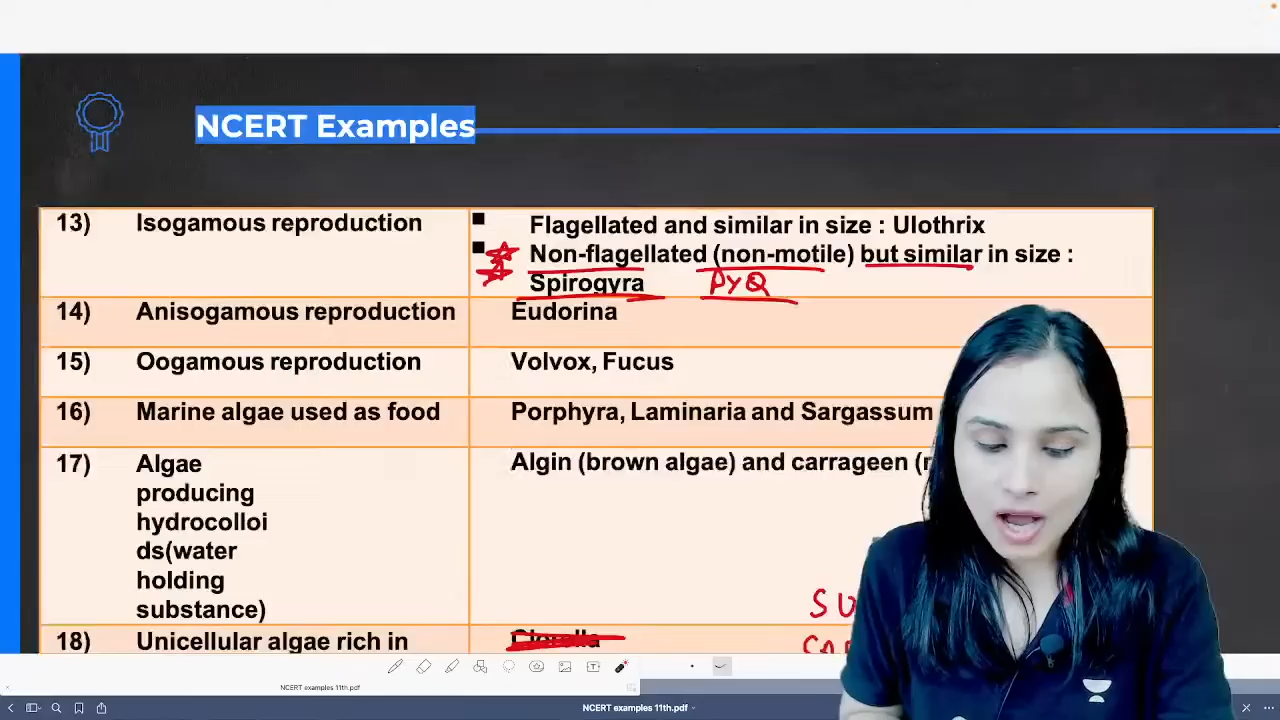 NCERT Examples
13) Isogamous reproduction
Flagellated and similar in size : Ulothrix
Non-flagellated (non-motile) but similar in size :
Spirogyra PYQ
14) Anisogamous reproduction Eudorina
15) Oogamous reproduction Volvox, Fucus
16) Marine algae used as food Porphyra, Laminaria and Sargassum
17) Algae
producing
hydrocolloi
ds(water
holding
substance)
Algin (brown algae) and carrageen
18) Unicellular algae rich in
NCERT examples 11th.pdf
NCERT examples 11th.pdf